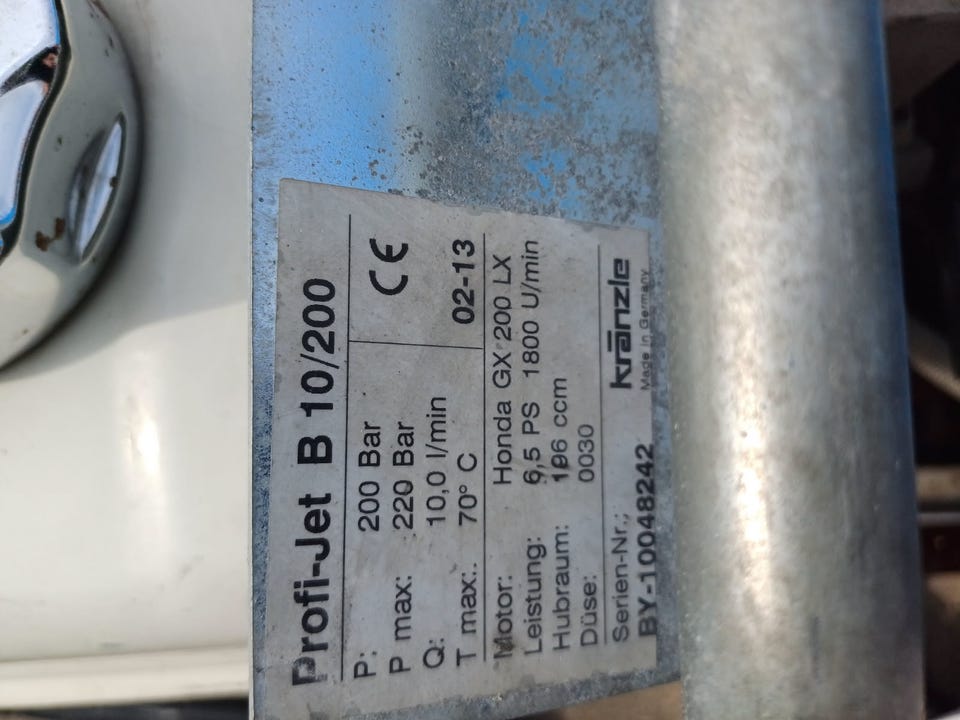 Profi-Jet B 10/200
P: 200 Bar
P max: 220 Bar
Q: 10,0 l/min
T max:. 70° C
CE
02-13
Motor: Honda GX 200 LX
Leistung: 6,5 PS 1800 U/min
Hubraum: 196 ccm
Düse: 0030
Serien-Nr.:
BY-10048242
Kränzle
Made in Germany